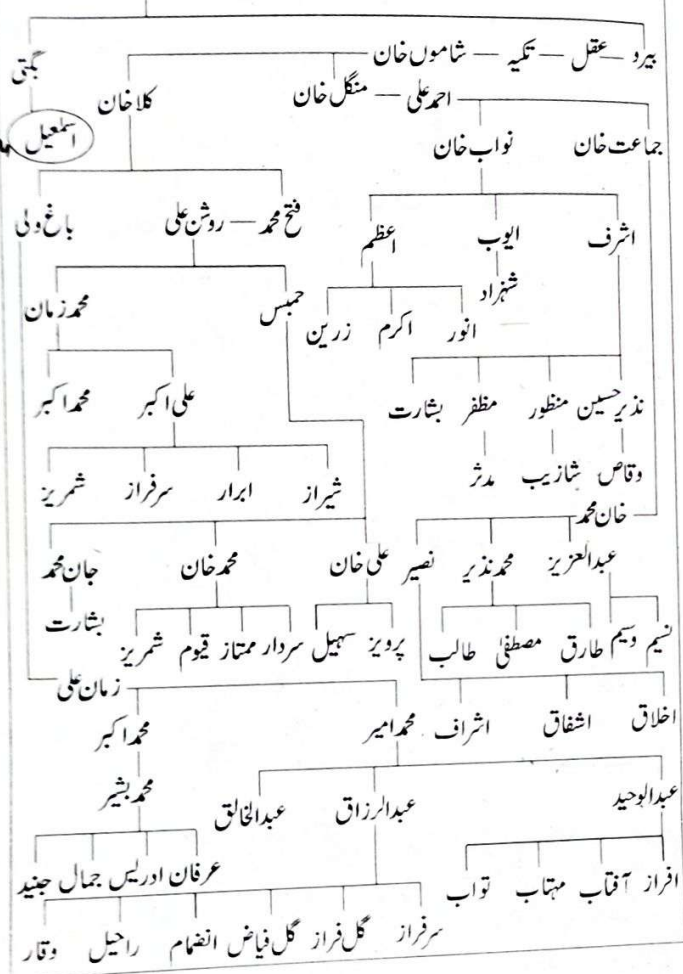 بیرو — عقل — تکیہ — شاموں خان
بگتی
احمد علی — منگل خان
کلا خان
اسمٰعیل
جماعت خان
نواب خان
اشرف
ایوب
اعظم
فتح محمد — روشن علی
باغ ولی
شہزاد
حمبس
محمد زمان
انور
اکرم
زرین
نذیر حسین
منظور
مظفر
بشارت
علی اکبر
محمد اکبر
وقاص
شازیب
مدثر
شیراز
ابرار
سرفراز
شمریز
خان محمد
عبدالعزیز
محمد نذیر
نصیر
علی خان
محمد خان
جان محمد
نسیم
وسیم
طارق
مصطفیٰ
طالب
پرویز
سہیل
سردار
ممتاز
قیوم
شمریز
بشارت
زمان علی
اخلاق
اشفاق
اشراف
محمد امیر
محمد اکبر
عبدالوحید
عبدالرزاق
عبدالخالق
محمد بشیر
افراز
آفتاب
مہتاب
تواب
عرفان
ادریس
جمال
جنید
سرفراز
گل فراز
گل فیاض
انضمام
راحیل
وقار